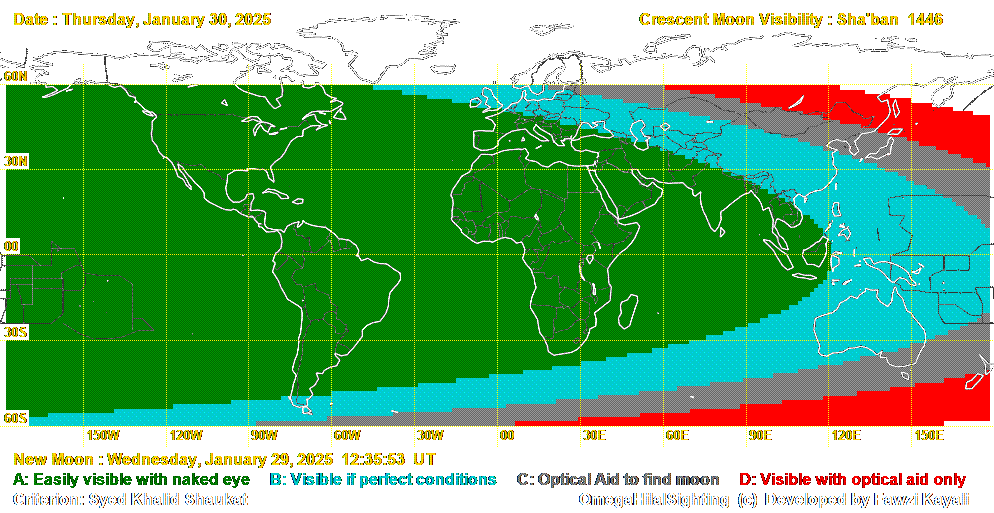 Date : Thursday, January 30, 2025 Crescent Moon Visibility : Sha'ban 1446
60N
30N
00
30S
60S
150W 120W 90W 60W 30W 00 30E 60E 90E 120E 150E
New Moon : Wednesday, January 29, 2025 12:35:53 UT
A: Easily visible with naked eye B: Visible if perfect conditions C: Optical Aid to find moon D: Visible with optical aid only
Criterion: Syed Khalid Shaukat OmegaHilalSighting (c) Developed by Fawzi Kayali